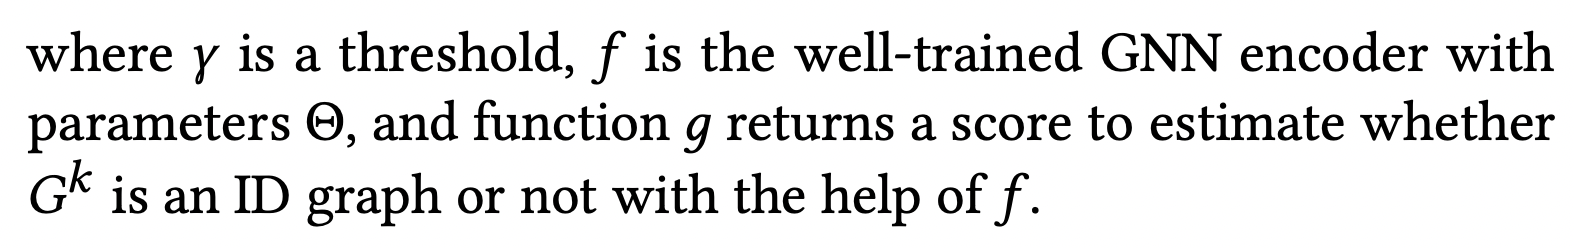 where γ is a threshold, f is the well-trained GNN encoder with
parameters Θ, and function g returns a score to estimate whether
G^k is an ID graph or not with the help of f.